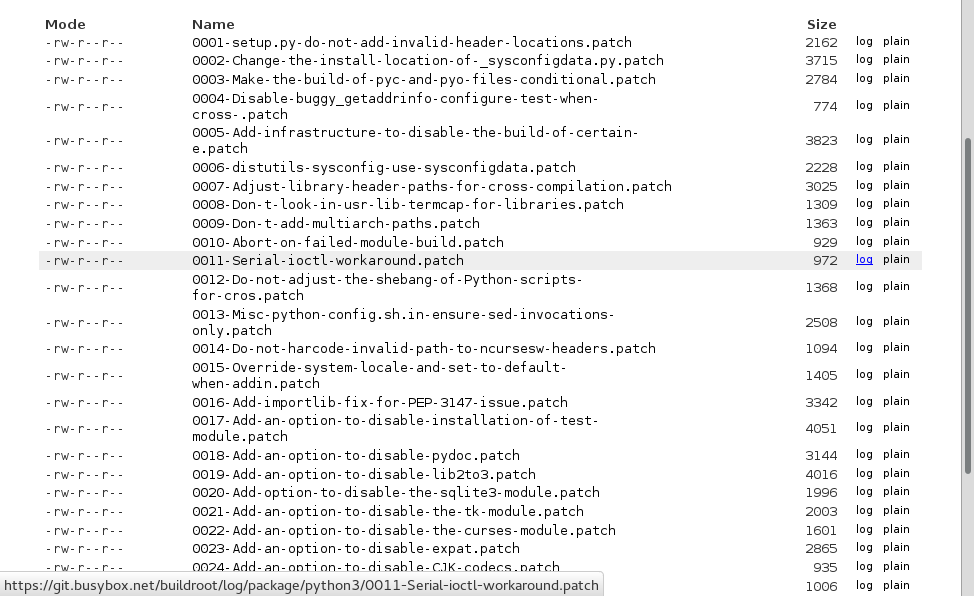 Mode Name Size
-rw-r--r-- 0001-setup.py-do-not-add-invalid-header-locations.patch 2162 log plain
-rw-r--r-- 0002-Change-the-install-location-of-_sysconfigdata.py.patch 3715 log plain
-rw-r--r-- 0003-Make-the-build-of-pyc-and-pyo-files-conditional.patch 2784 log plain
-rw-r--r-- 0004-Disable-buggy_getaddrinfo-configure-test-when- 774 log plain
cross-.patch
-rw-r--r-- 0005-Add-infrastructure-to-disable-the-build-of-certain- 3823 log plain
e.patch
-rw-r--r-- 0006-distutils-sysconfig-use-sysconfigdata.patch 2228 log plain
-rw-r--r-- 0007-Adjust-library-header-paths-for-cross-compilation.patch 3025 log plain
-rw-r--r-- 0008-Don-t-look-in-usr-lib-termcap-for-libraries.patch 1309 log plain
-rw-r--r-- 0009-Don-t-add-multiarch-paths.patch 1363 log plain
-rw-r--r-- 0010-Abort-on-failed-module-build.patch 929 log plain
-rw-r--r-- 0011-Serial-ioctl-workaround.patch 972 log plain
-rw-r--r-- 0012-Do-not-adjust-the-shebang-of-Python-scripts- 1368 log plain
for-cros.patch
-rw-r--r-- 0013-Misc-python-config.sh.in-ensure-sed-invocations- 2508 log plain
only.patch
-rw-r--r-- 0014-Do-not-harcode-invalid-path-to-ncursesw-headers.patch 1094 log plain
-rw-r--r-- 0015-Override-system-locale-and-set-to-default- 1405 log plain
when-addin.patch
-rw-r--r-- 0016-Add-importlib-fix-for-PEP-3147-issue.patch 3342 log plain
-rw-r--r-- 0017-Add-an-option-to-disable-installation-of-test- 4051 log plain
module.patch
-rw-r--r-- 0018-Add-an-option-to-disable-pydoc.patch 3144 log plain
-rw-r--r-- 0019-Add-an-option-to-disable-lib2to3.patch 4016 log plain
-rw-r--r-- 0020-Add-option-to-disable-the-sqlite3-module.patch 1996 log plain
-rw-r--r-- 0021-Add-an-option-to-disable-the-tk-module.patch 2003 log plain
-rw-r--r-- 0022-Add-an-option-to-disable-the-curses-module.patch 1601 log plain
-rw-r--r-- 0023-Add-an-option-to-disable-expat.patch 2865 log plain
-rw-r--r-- 0024-Add-an-option-to-disable-CJK-codecs.patch 935 log plain
https://git.busybox.net/buildroot/log/package/python3/0011-Serial-ioctl-workaround.patch 1006 log plain